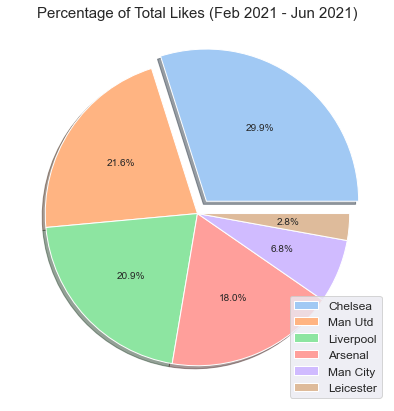 Percentage of Total Likes (Feb 2021 - Jun 2021)
29.9%
21.6%
20.9%
18.0%
6.8%
2.8%
Chelsea
Man Utd
Liverpool
Arsenal
Man City
Leicester